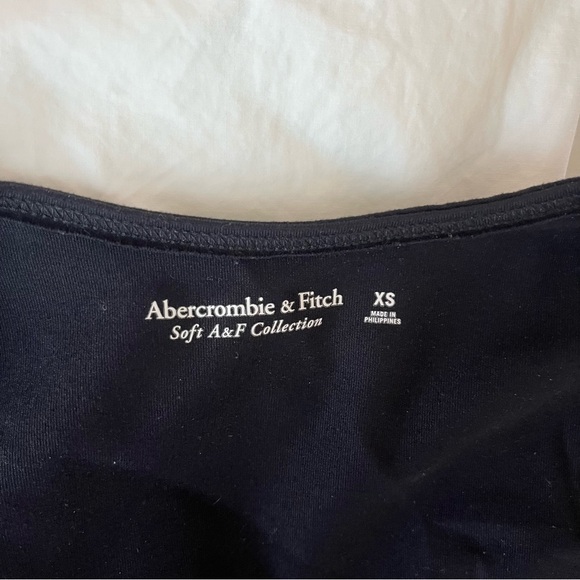 Abercrombie & Fitch
Soft A&F Collection
XS
MADE IN
PHILIPPINES